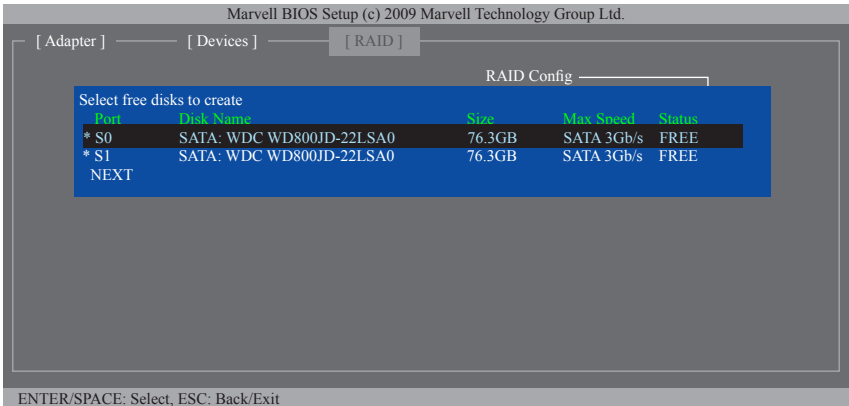 Marvell BIOS Setup (c) 2009 Marvell Technology Group Ltd.
[ Adapter ] [ Devices ] [ RAID ]
RAID Config
Select free disks to create
Port Disk Name Size Max Speed Status
* S0 SATA: WDC WD800JD-22LSA0 76.3GB SATA 3Gb/s FREE
* S1 SATA: WDC WD800JD-22LSA0 76.3GB SATA 3Gb/s FREE
NEXT
ENTER/SPACE: Select, ESC: Back/Exit